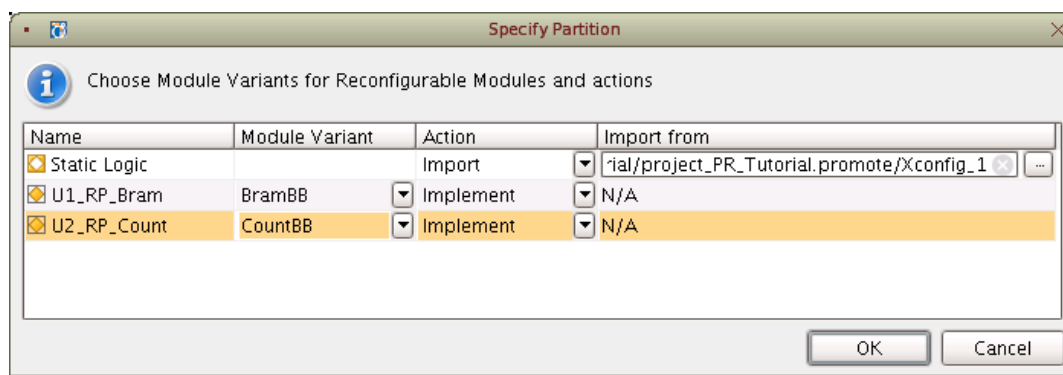 Specify Partition
Choose Module Variants for Reconfigurable Modules and actions
Name Module Variant Action Import from
Static Logic Import rial/project_PR_Tutorial.promote/Xconfig_1 ...
U1_RP_Bram BramBB Implement N/A
U2_RP_Count CountBB Implement N/A
OK Cancel